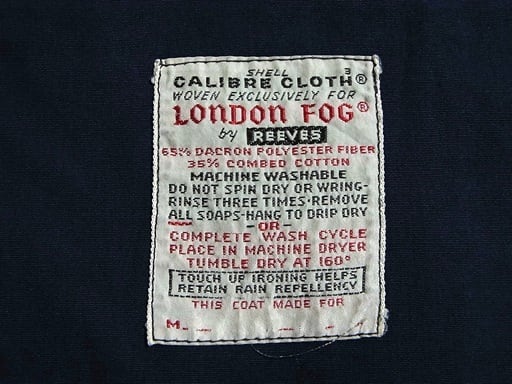 SHELL
CALIBRE CLOTH®
WOVEN EXCLUSIVELY FOR
LONDON FOG®
by REEVES
65% DACRON POLYESTER FIBER
35% COMBED COTTON
MACHINE WASHABLE
DO NOT SPIN DRY OR WRING-
RINSE THREE TIMES·REMOVE
ALL SOAPS-HANG TO DRIP DRY
-OR-
COMPLETE WASH CYCLE
PLACE IN MACHINE DRYER
TUMBLE DRY AT 160°
TOUCH UP IRONING HELPS
RETAIN RAIN REPELLENCY
THIS COAT MADE FOR
M.